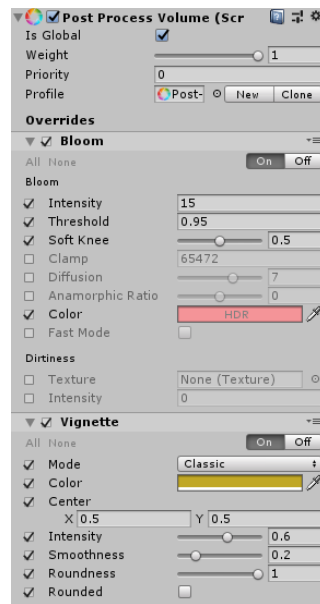 Post Process Volume (Scr
Is Global
Weight 1
Priority 0
Profile Post- New Clone
Overrides
Bloom
All None On Off
Bloom
Intensity 15
Threshold 0.95
Soft Knee 0.5
Clamp 65472
Diffusion 7
Anamorphic Ratio 0
Color HDR
Fast Mode
Dirtiness
Texture None (Texture)
Intensity 0
Vignette
All None On Off
Mode Classic
Color
Center
X 0.5 Y 0.5
Intensity 0.6
Smoothness 0.2
Roundness 1
Rounded